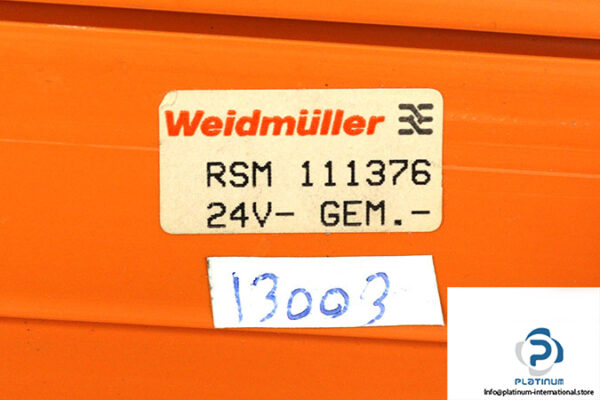 Weidmüller
RSM 111376
24V- GEM.-
13003
PLATINUM
Info@platinum-international.store